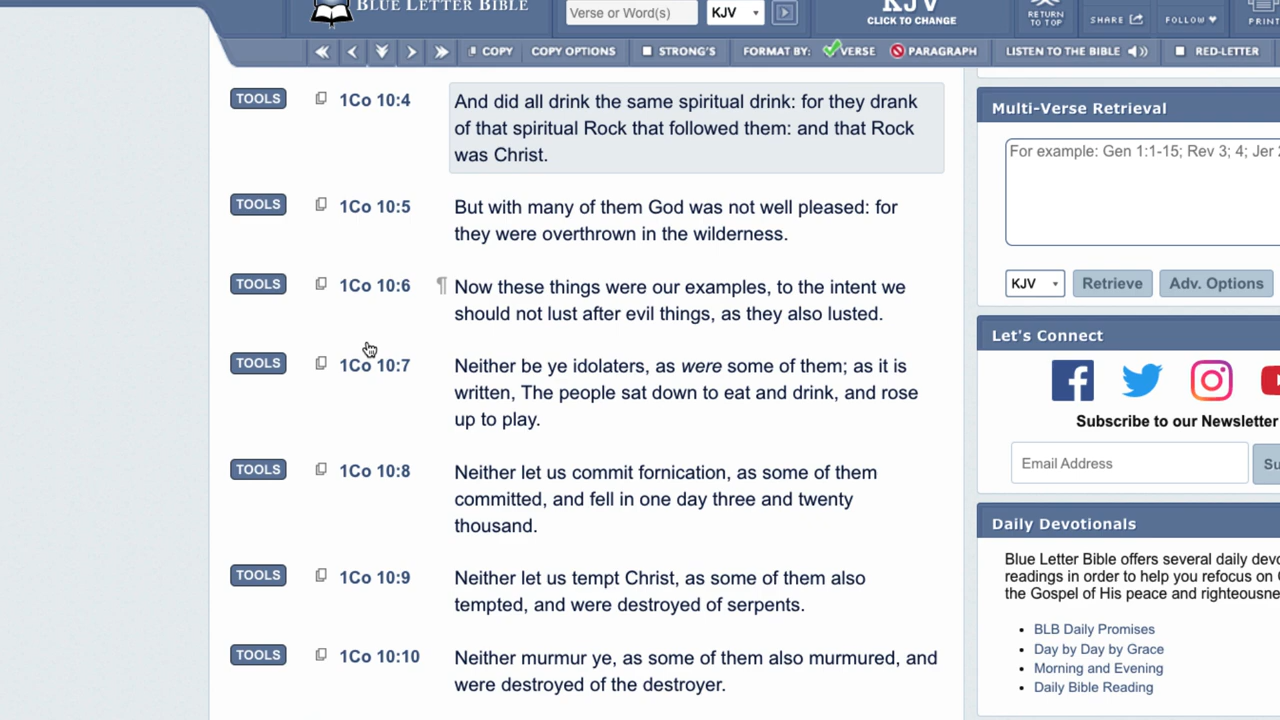 BLUE LETTER BIBLE
Verse or Word(s)
KJV
KJV
CLICK TO CHANGE
RETURN
TO TOP
SHARE
FOLLOW
PRINT
COPY
COPY OPTIONS
STRONG'S
FORMAT BY:
VERSE
PARAGRAPH
LISTEN TO THE BIBLE
RED-LETTER
TOOLS
1Co 10:4
And did all drink the same spiritual drink: for they drank
of that spiritual Rock that followed them: and that Rock
was Christ.
TOOLS
1Co 10:5
But with many of them God was not well pleased: for
they were overthrown in the wilderness.
TOOLS
1Co 10:6
¶ Now these things were our examples, to the intent we
should not lust after evil things, as they also lusted.
TOOLS
1Co 10:7
Neither be ye idolaters, as were some of them; as it is
written, The people sat down to eat and drink, and rose
up to play.
TOOLS
1Co 10:8
Neither let us commit fornication, as some of them
committed, and fell in one day three and twenty
thousand.
TOOLS
1Co 10:9
Neither let us tempt Christ, as some of them also
tempted, and were destroyed of serpents.
TOOLS
1Co 10:10
Neither murmur ye, as some of them also murmured, and
were destroyed of the destroyer.
Multi-Verse Retrieval
For example: Gen 1:1-15; Rev 3; 4; Jer
KJV
Retrieve
Adv. Options
Let's Connect
Subscribe to our Newsletter
Email Address
Su
Daily Devotionals
Blue Letter Bible offers several daily devo
readings in order to help you refocus on
the Gospel of His peace and righteousne
BLB Daily Promises
Day by Day by Grace
Morning and Evening
Daily Bible Reading